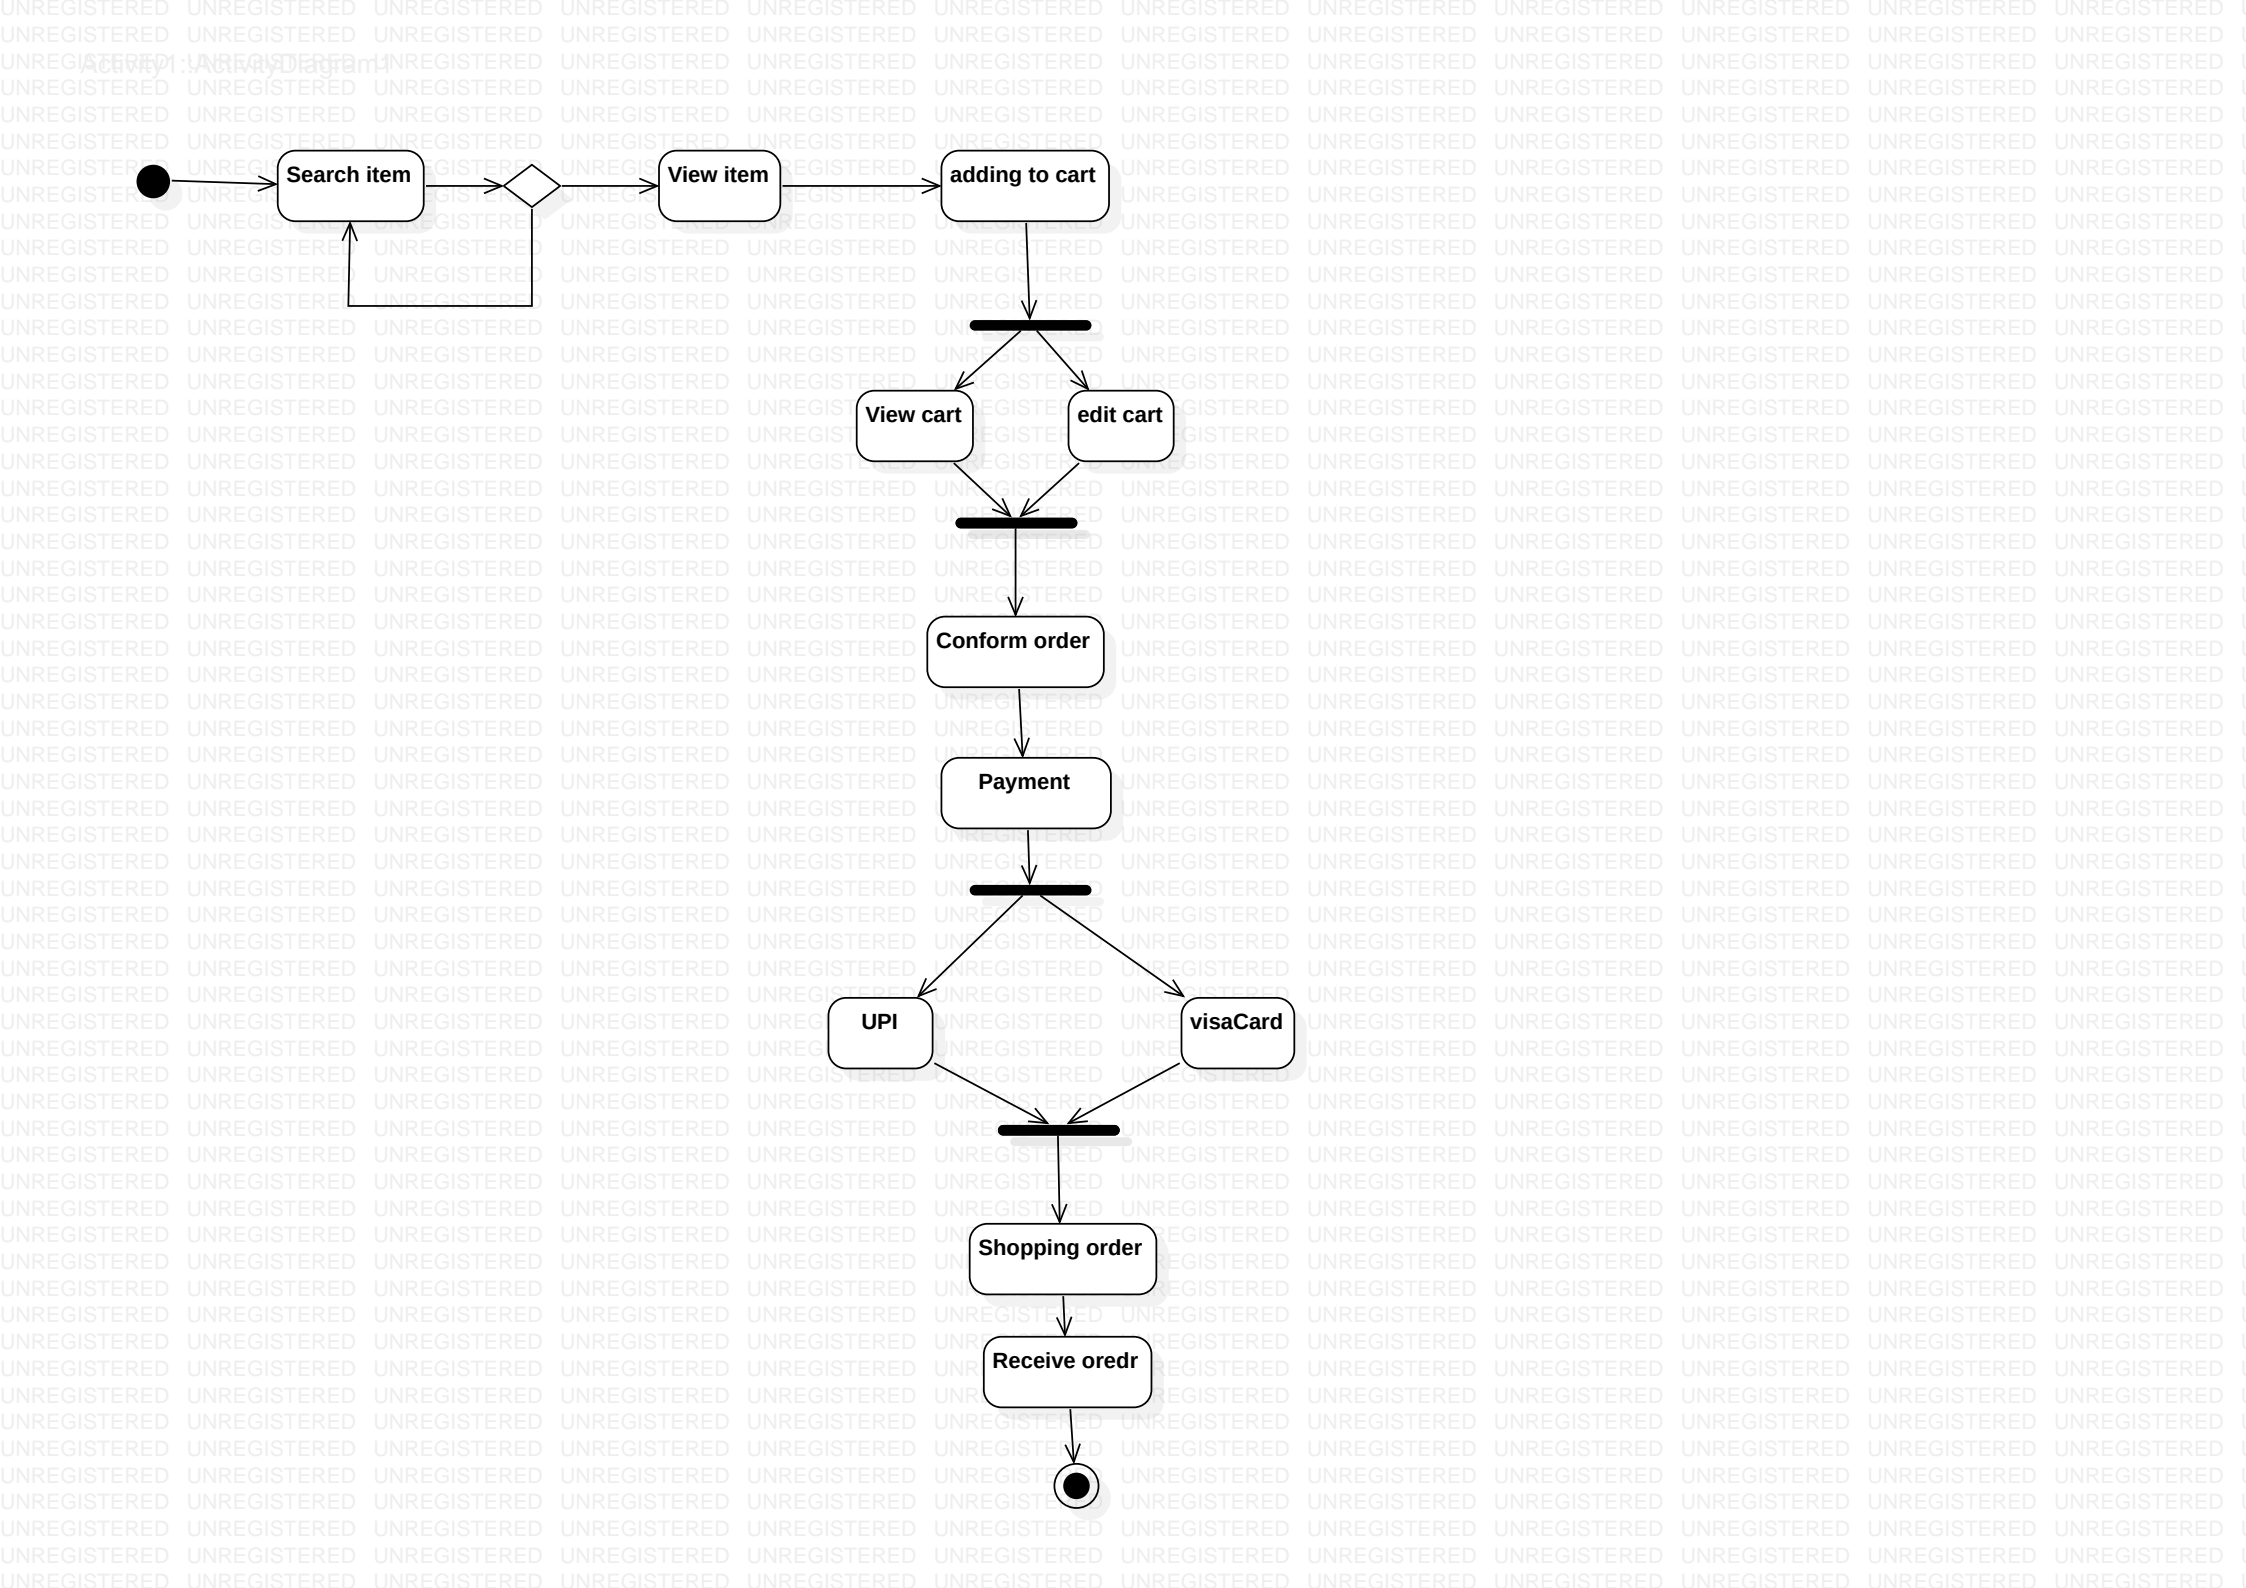 Activity1::ActivityDiagram1
Search item
View item
adding to cart
View cart
edit cart
Conform order
Payment
UPI
visaCard
Shopping order
Receive oredr
UNREGISTERED